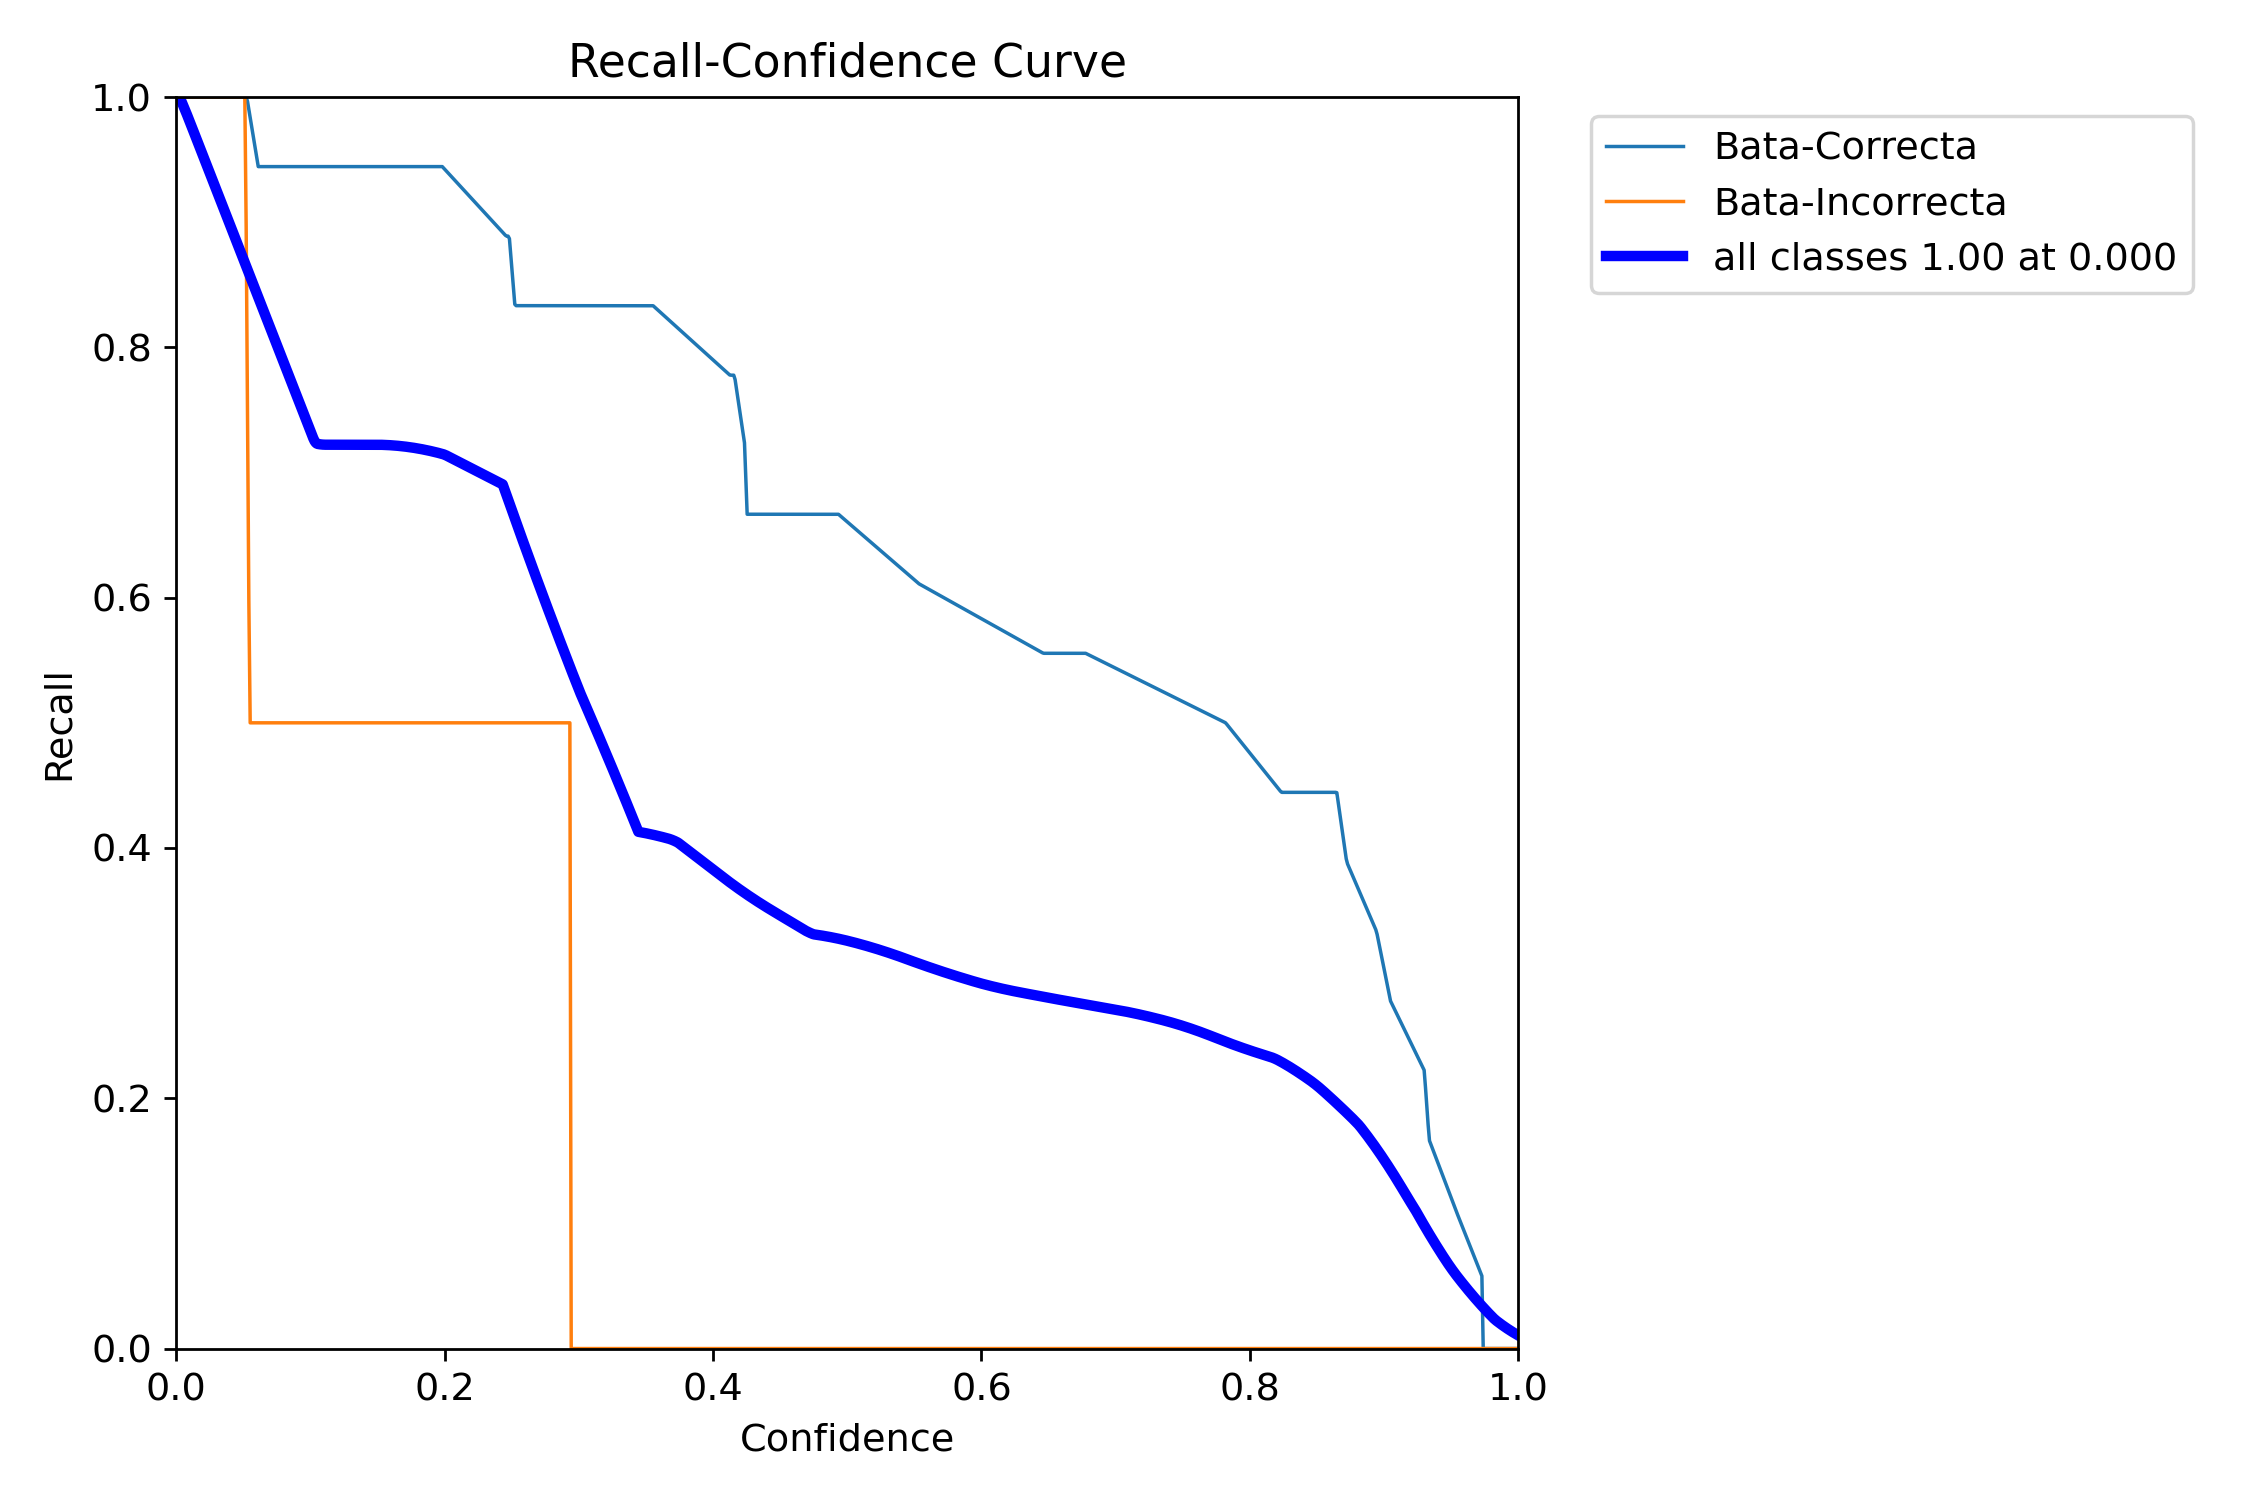 Recall-Confidence Curve
1.0
0.8
0.6
0.4
0.2
0.0
Recall
0.0 0.2 0.4 0.6 0.8 1.0
Confidence
Bata-Correcta
Bata-Incorrecta
all classes 1.00 at 0.000